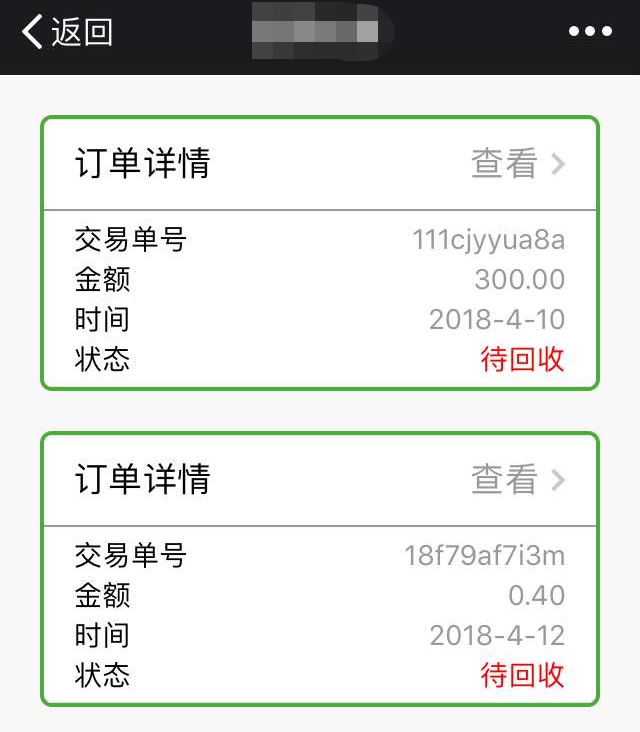 返回
订单详情 查看
交易单号 111cjyyua8a
金额 300.00
时间 2018-4-10
状态 待回收
订单详情 查看
交易单号 18f79af7i3m
金额 0.40
时间 2018-4-12
状态 待回收